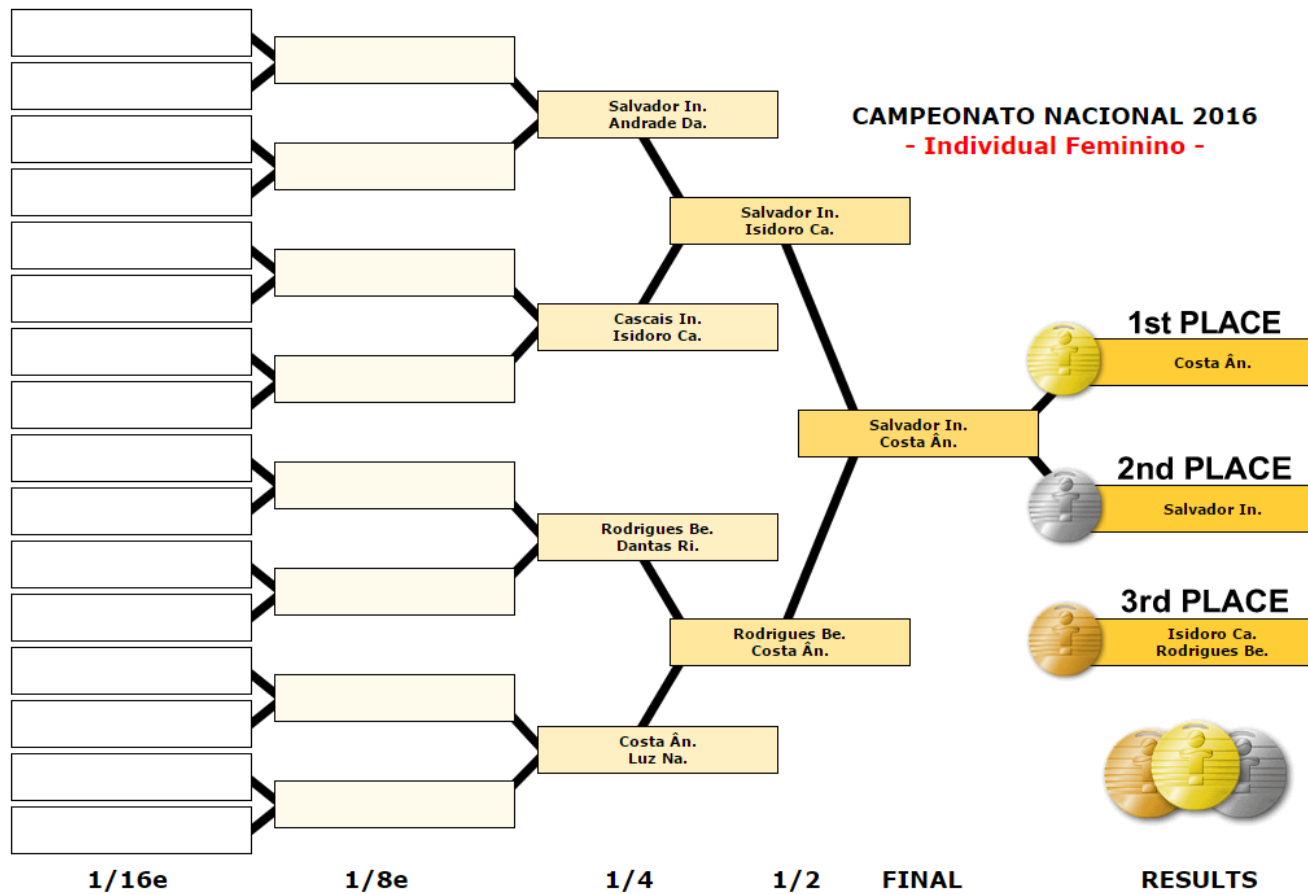 CAMPEONATO NACIONAL 2016
- Individual Feminino -
Salvador In.
Andrade Da.
Cascais In.
Isidoro Ca.
Rodrigues Be.
Dantas Ri.
Costa Ân.
Luz Na.
Salvador In.
Isidoro Ca.
Rodrigues Be.
Costa Ân.
Salvador In.
Costa Ân.
1st PLACE
Costa Ân.
2nd PLACE
Salvador In.
3rd PLACE
Isidoro Ca.
Rodrigues Be.
1/16e 1/8e 1/4 1/2 FINAL RESULTS